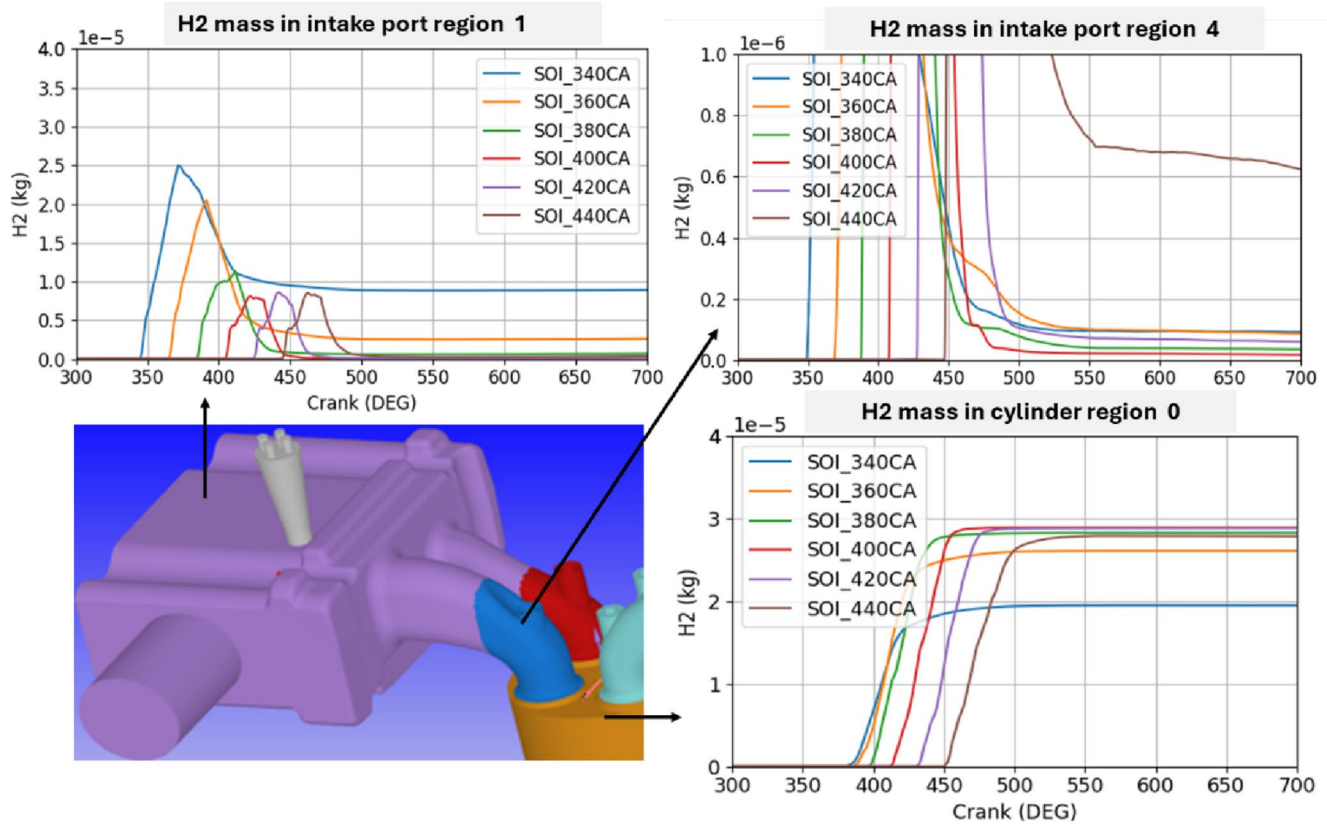 H2 mass in intake port region 1
1e-5
4.0
3.5
3.0
2.5
2.0
1.5
1.0
0.5
0.0
H2 (kg)
SOI_340CA
SOI_360CA
SOI_380CA
SOI_400CA
SOI_420CA
SOI_440CA
300 350 400 450 500 550 600 650 700
Crank (DEG)
H2 mass in intake port region 4
1e-6
1.0
0.8
0.6
0.4
0.2
0.0
H2 (kg)
SOI_340CA
SOI_360CA
SOI_380CA
SOI_400CA
SOI_420CA
SOI_440CA
300 350 400 450 500 550 600 650 700
H2 mass in cylinder region 0
1e-5
4
3
2
1
0
H2 (kg)
SOI_340CA
SOI_360CA
SOI_380CA
SOI_400CA
SOI_420CA
SOI_440CA
300 350 400 450 500 550 600 650 700
Crank (DEG)